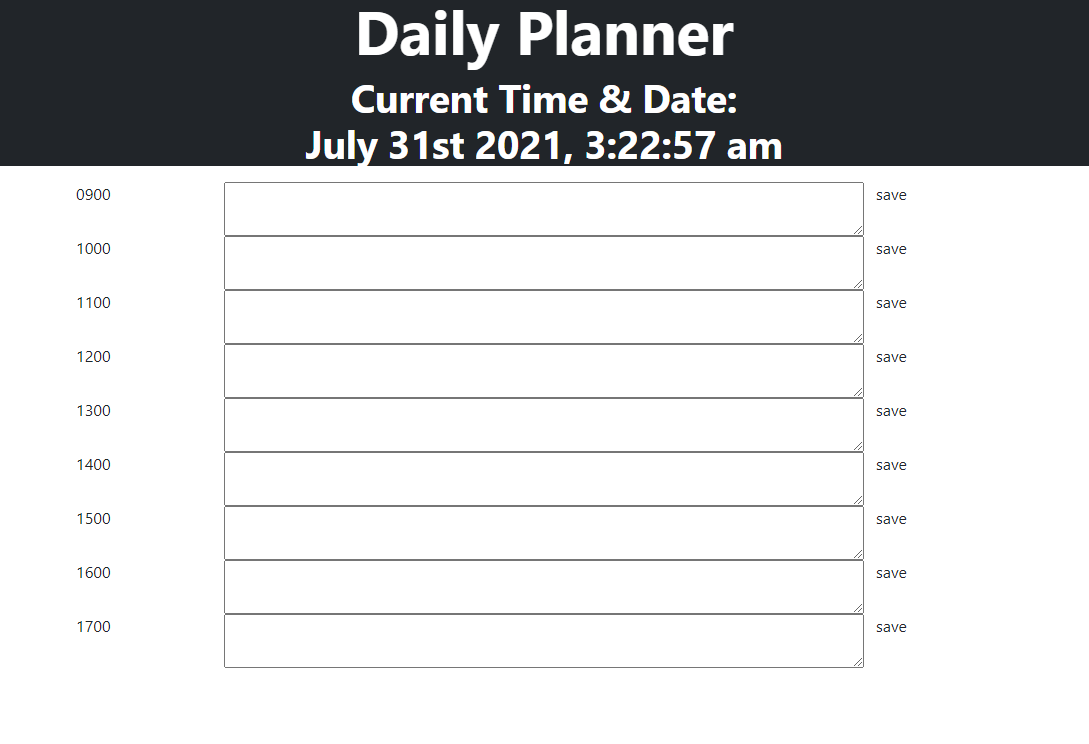 Daily Planner
Current Time & Date:
July 31st 2021, 3:22:57 am
0900 save
1000 save
1100 save
1200 save
1300 save
1400 save
1500 save
1600 save
1700 save